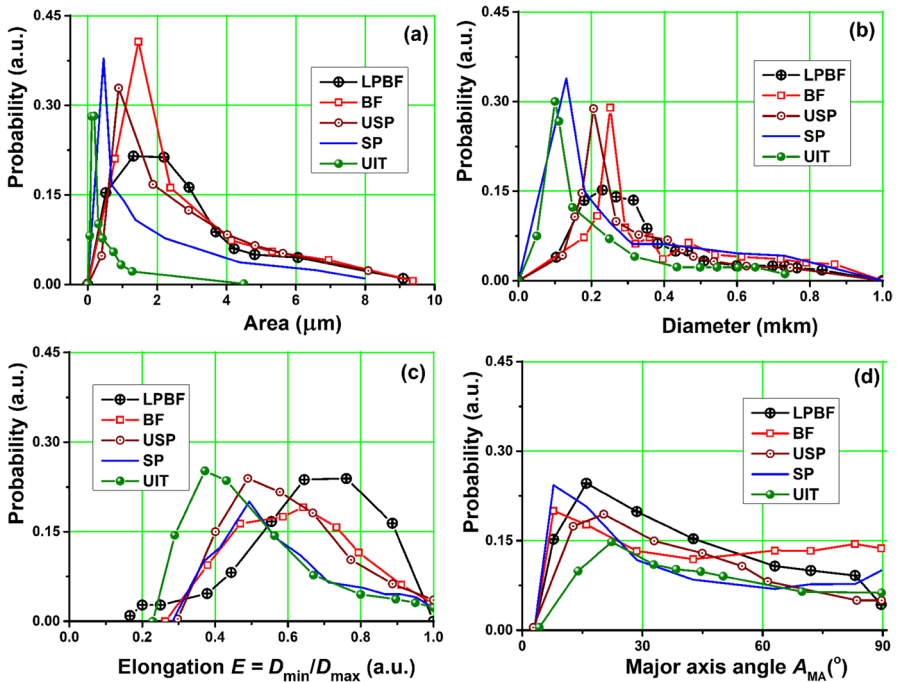 (a)
Probability (a.u.)
0.45
0.30
0.15
0.00
LPBF
BF
USP
SP
UIT
0 2 4 6 8 10
Area (μm)
(b)
Probability (a.u.)
0.45
0.30
0.15
0.00
LPBF
BF
USP
SP
UIT
0.0 0.2 0.4 0.6 0.8 1.0
Diameter (mkm)
(c)
Probability (a.u.)
0.45
0.30
0.15
0.00
LPBF
BF
USP
SP
UIT
0.0 0.2 0.4 0.6 0.8 1.0
Elongation E = Dmin/Dmax (a.u.)
(d)
Probability (a.u.)
0.45
0.30
0.15
0.00
LPBF
BF
USP
SP
UIT
0 30 60 90
Major axis angle AMA(°)